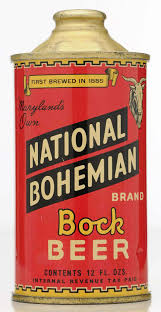 FIRST BREWED IN 1885
Maryland's
Own
NATIONAL
BOHEMIAN
BRAND
Bock
BEER
CONTENTS 12 FL. OZS.
INTERNAL REVENUE TAX PAID